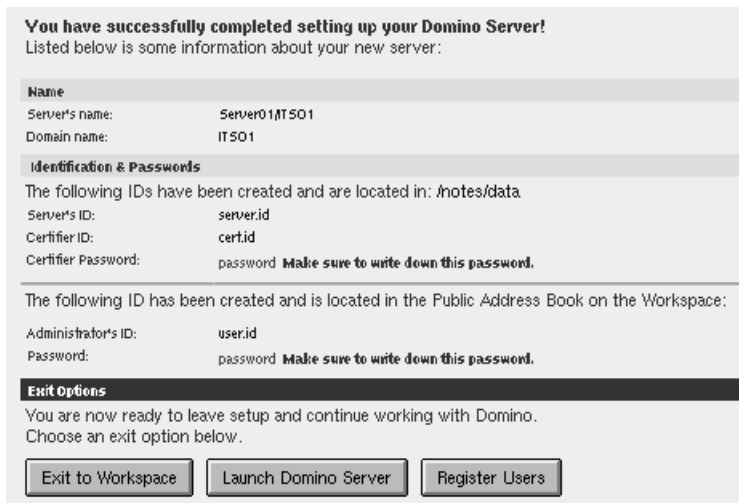 You have successfully completed setting up your Domino Server!
Listed below is some information about your new server:
Name
Server's name: Server01/ITSO1
Domain name: ITSO1
Identification & Passwords
The following IDs have been created and are located in: /notes/data
Server's ID: server.id
Certifier ID: cert.id
Certifier Password: password Make sure to write down this password.
The following ID has been created and is located in the Public Address Book on the Workspace:
Administrator's ID: user.id
Password: password Make sure to write down this password.
Exit Options
You are now ready to leave setup and continue working with Domino.
Choose an exit option below.
Exit to Workspace Launch Domino Server Register Users